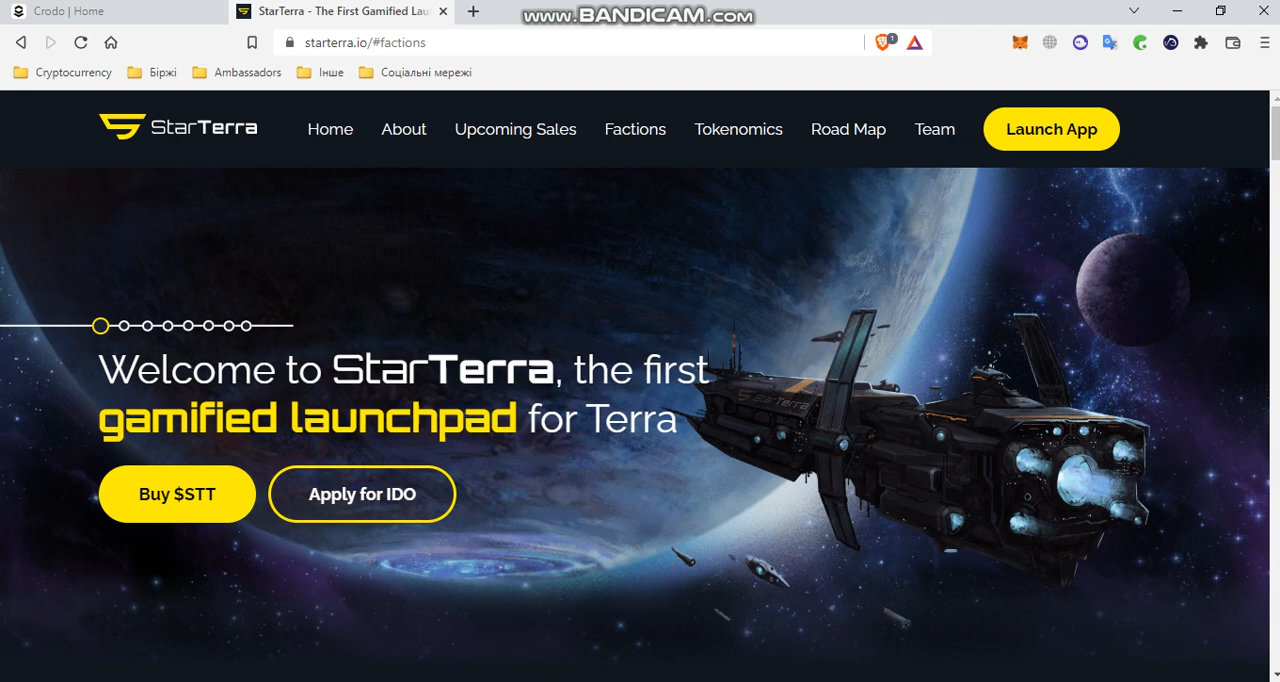 Crodo | Home
StarTerra - The First Gamified Lau
www.BANDICAM.com
starterra.io/#factions
1
Cryptocurrency
Біржі
Ambassadors
Інше
Соціальні мережі
StarTerra
Home
About
Upcoming Sales
Factions
Tokenomics
Road Map
Team
Launch App
Welcome to StarTerra, the first
gamified launchpad for Terra
Buy $STT
Apply for IDO
StarTerra